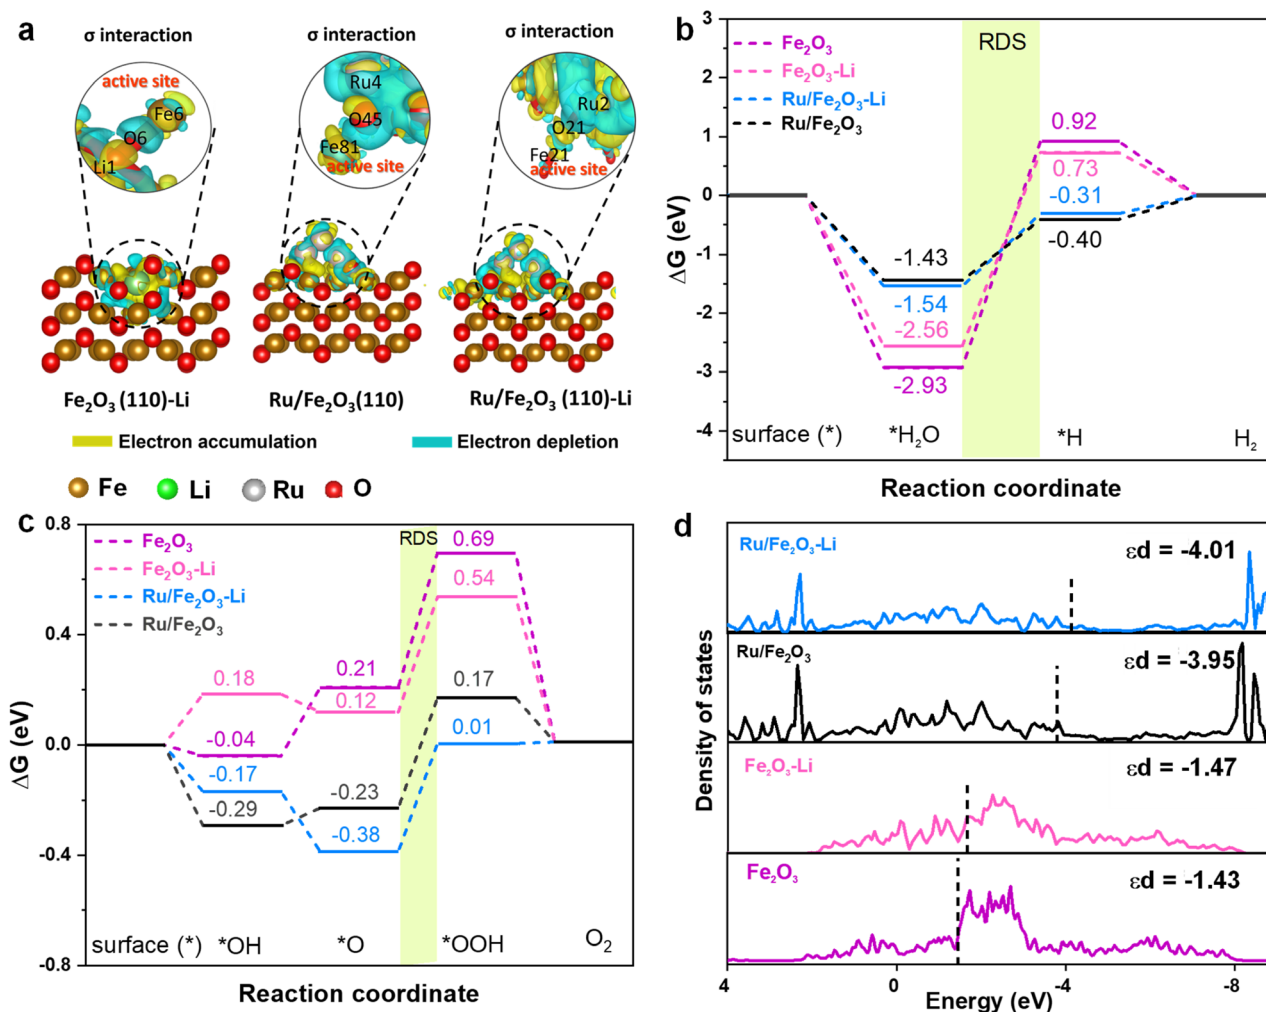 a
σ interaction
σ interaction
σ interaction
active site
Fe6
O6
Li1
Ru4
O45
Fe81
active site
Ru2
O21
Fe21
active site
Fe₂O₃ (110)-Li
Ru/Fe₂O₃(110)
Ru/Fe₂O₃ (110)-Li
Electron accumulation
Electron depletion
Fe
Li
Ru
O
b
3
2
1
0
-1
-2
-3
-4
ΔG (eV)
Fe₂O₃
Fe₂O₃-Li
Ru/Fe₂O₃-Li
Ru/Fe₂O₃
RDS
0.92
0.73
-0.31
-0.40
-1.43
-1.54
-2.56
-2.93
surface (*)
*H₂O
*H
H₂
Reaction coordinate
c
0.8
0.4
0.0
-0.4
-0.8
ΔG (eV)
Fe₂O₃
Fe₂O₃-Li
Ru/Fe₂O₃-Li
Ru/Fe₂O₃
RDS
0.69
0.54
0.18
0.21
0.12
0.17
-0.04
0.01
-0.17
-0.29
-0.23
-0.38
surface (*)
*OH
*O
*OOH
O₂
Reaction coordinate
d
Density of states
Ru/Fe₂O₃-Li
εd = -4.01
Ru/Fe₂O₃
εd = -3.95
Fe₂O₃-Li
εd = -1.47
Fe₂O₃
εd = -1.43
4
0
-4
-8
Energy (eV)